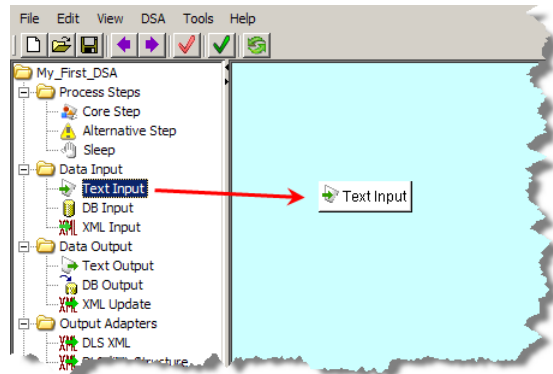 File Edit View DSA Tools Help
My_First_DSA
Process Steps
Core Step
Alternative Step
Sleep
Data Input
Text Input
DB Input
XML Input
Data Output
Text Output
DB Output
XML Update
Output Adapters
DLS XML
Text Input